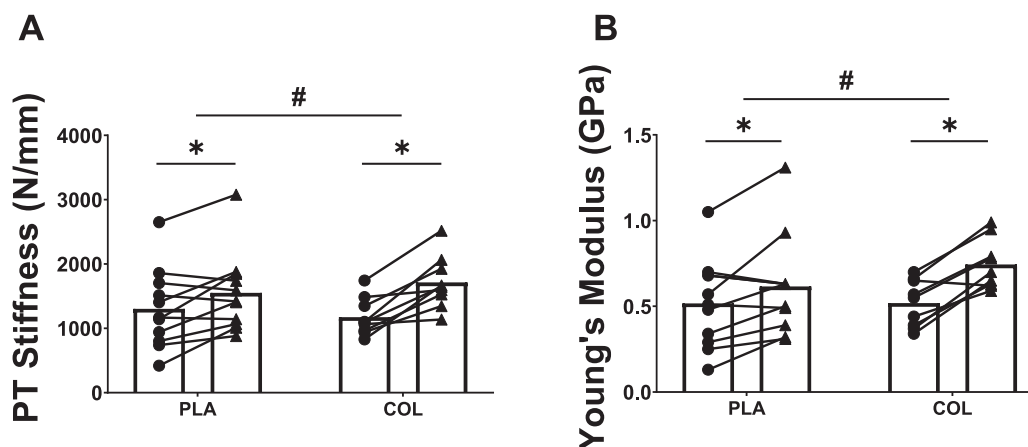 A
PT Stiffness (N/mm)
#
*
*
4000
3000
2000
1000
0
PLA
COL
B
Young's Modulus (GPa)
#
*
*
1.5
1.0
0.5
0.0
PLA
COL